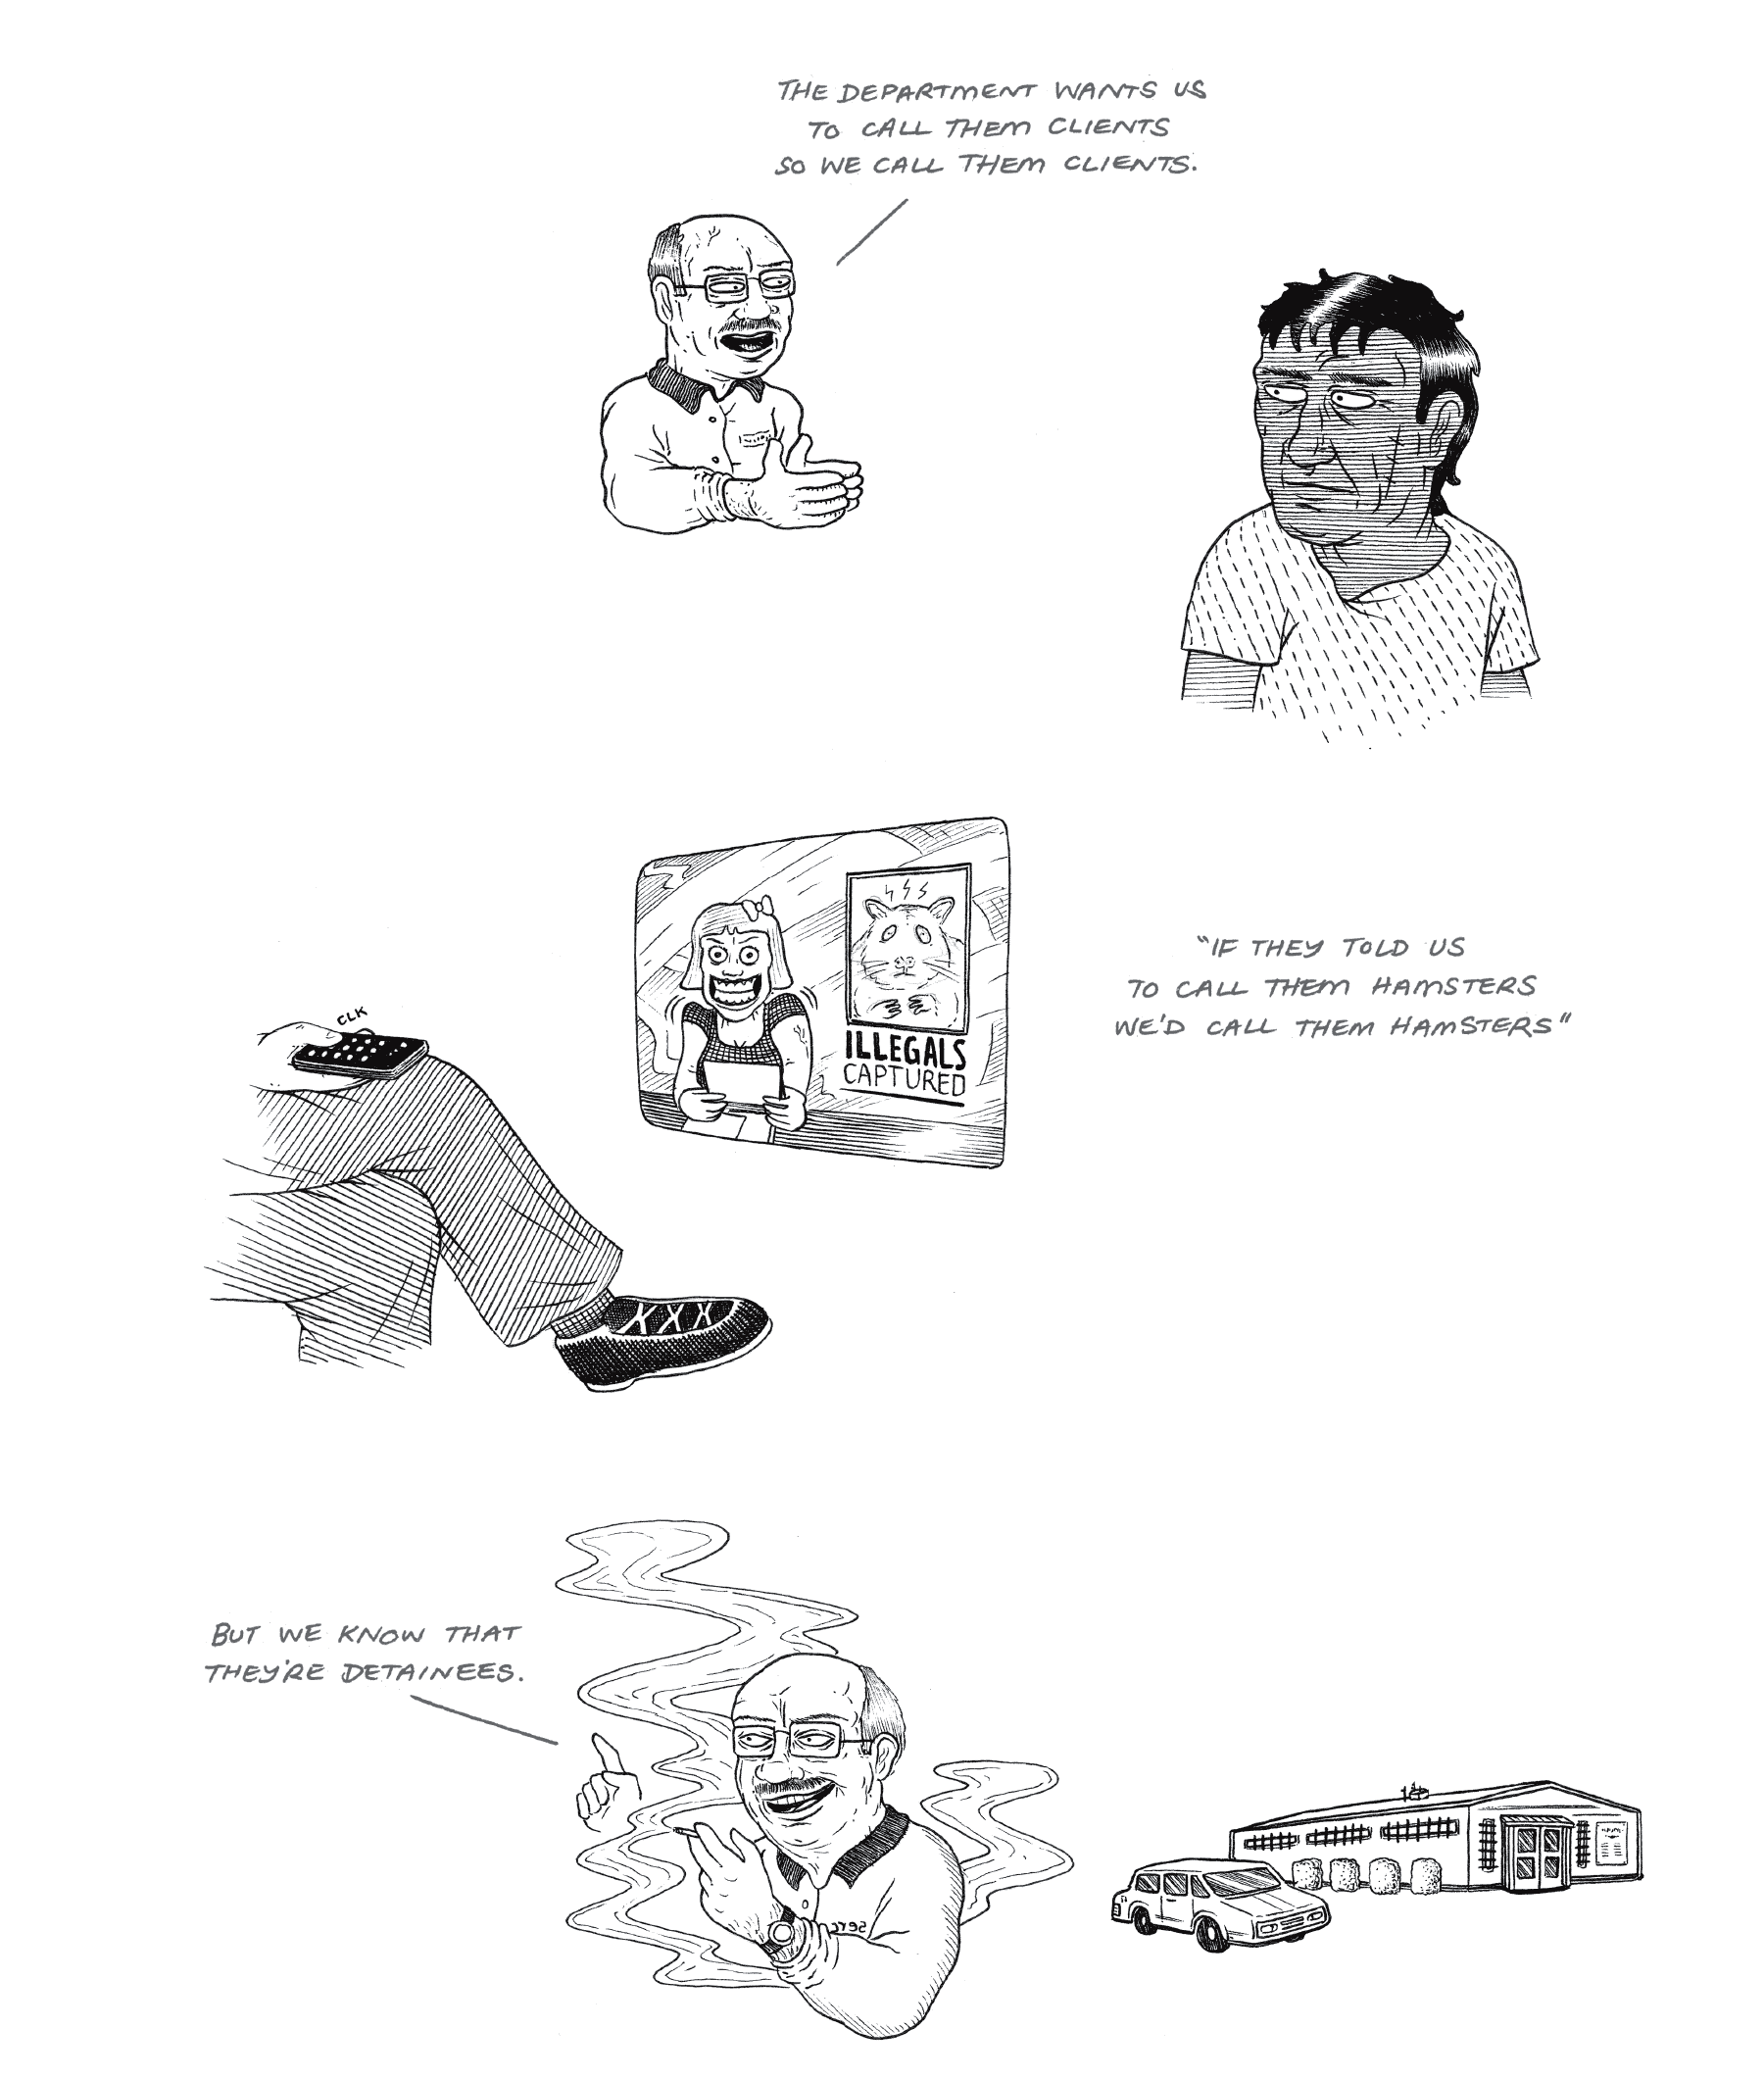 THE DEPARTMENT WANTS US
TO CALL THEM CLIENTS
SO WE CALL THEM CLIENTS.
CLK
ILLEGALS
CAPTURED
"IF THEY TOLD US
TO CALL THEM HAMSTERS
WE'D CALL THEM HAMSTERS"
BUT WE KNOW THAT
THEY'RE DETAINEES.